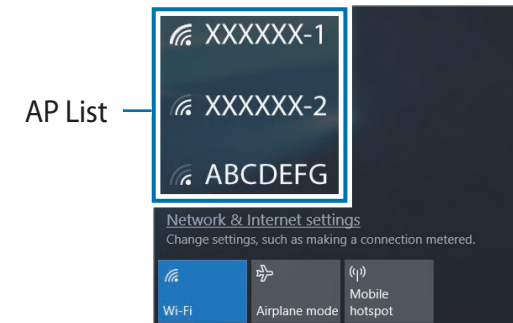 XXXXXX-1
AP List
XXXXXX-2
ABCDEFG
Network & Internet settings
Change settings, such as making a connection metered.
Wi-Fi
Airplane mode
Mobile
hotspot